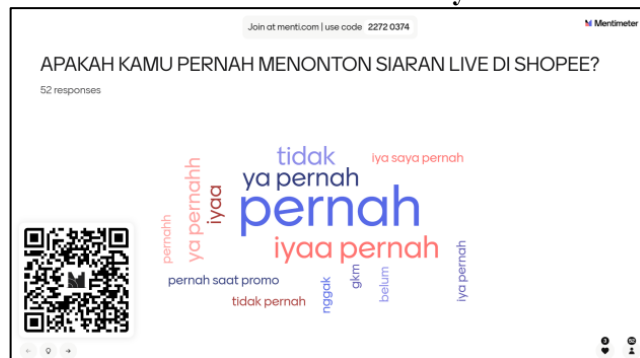 Join at menti.com | use code 2272 0374
Mentimeter
APAKAH KAMU PERNAH MENONTON SIARAN LIVE DI SHOPEE?
52 responses
tidak
iya saya pernah
ya pernah
pernah
iyaa pernah
pernahh
ya pernahh
iyaa
pernah saat promo
tidak pernah
nggak
gkm
belum
iya pernah